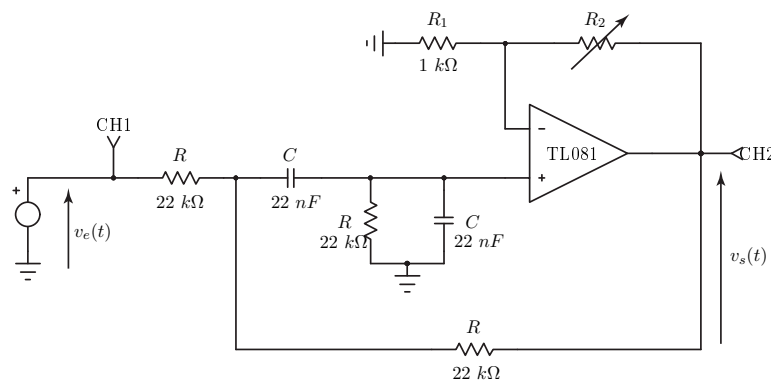 R₁
R₂
1 kΩ
CH1
TL081
CH2
R
C
22 kΩ
22 nF
R
C
22 kΩ
22 nF
+
-
+
vₑ(t)
vₛ(t)
R
22 kΩ